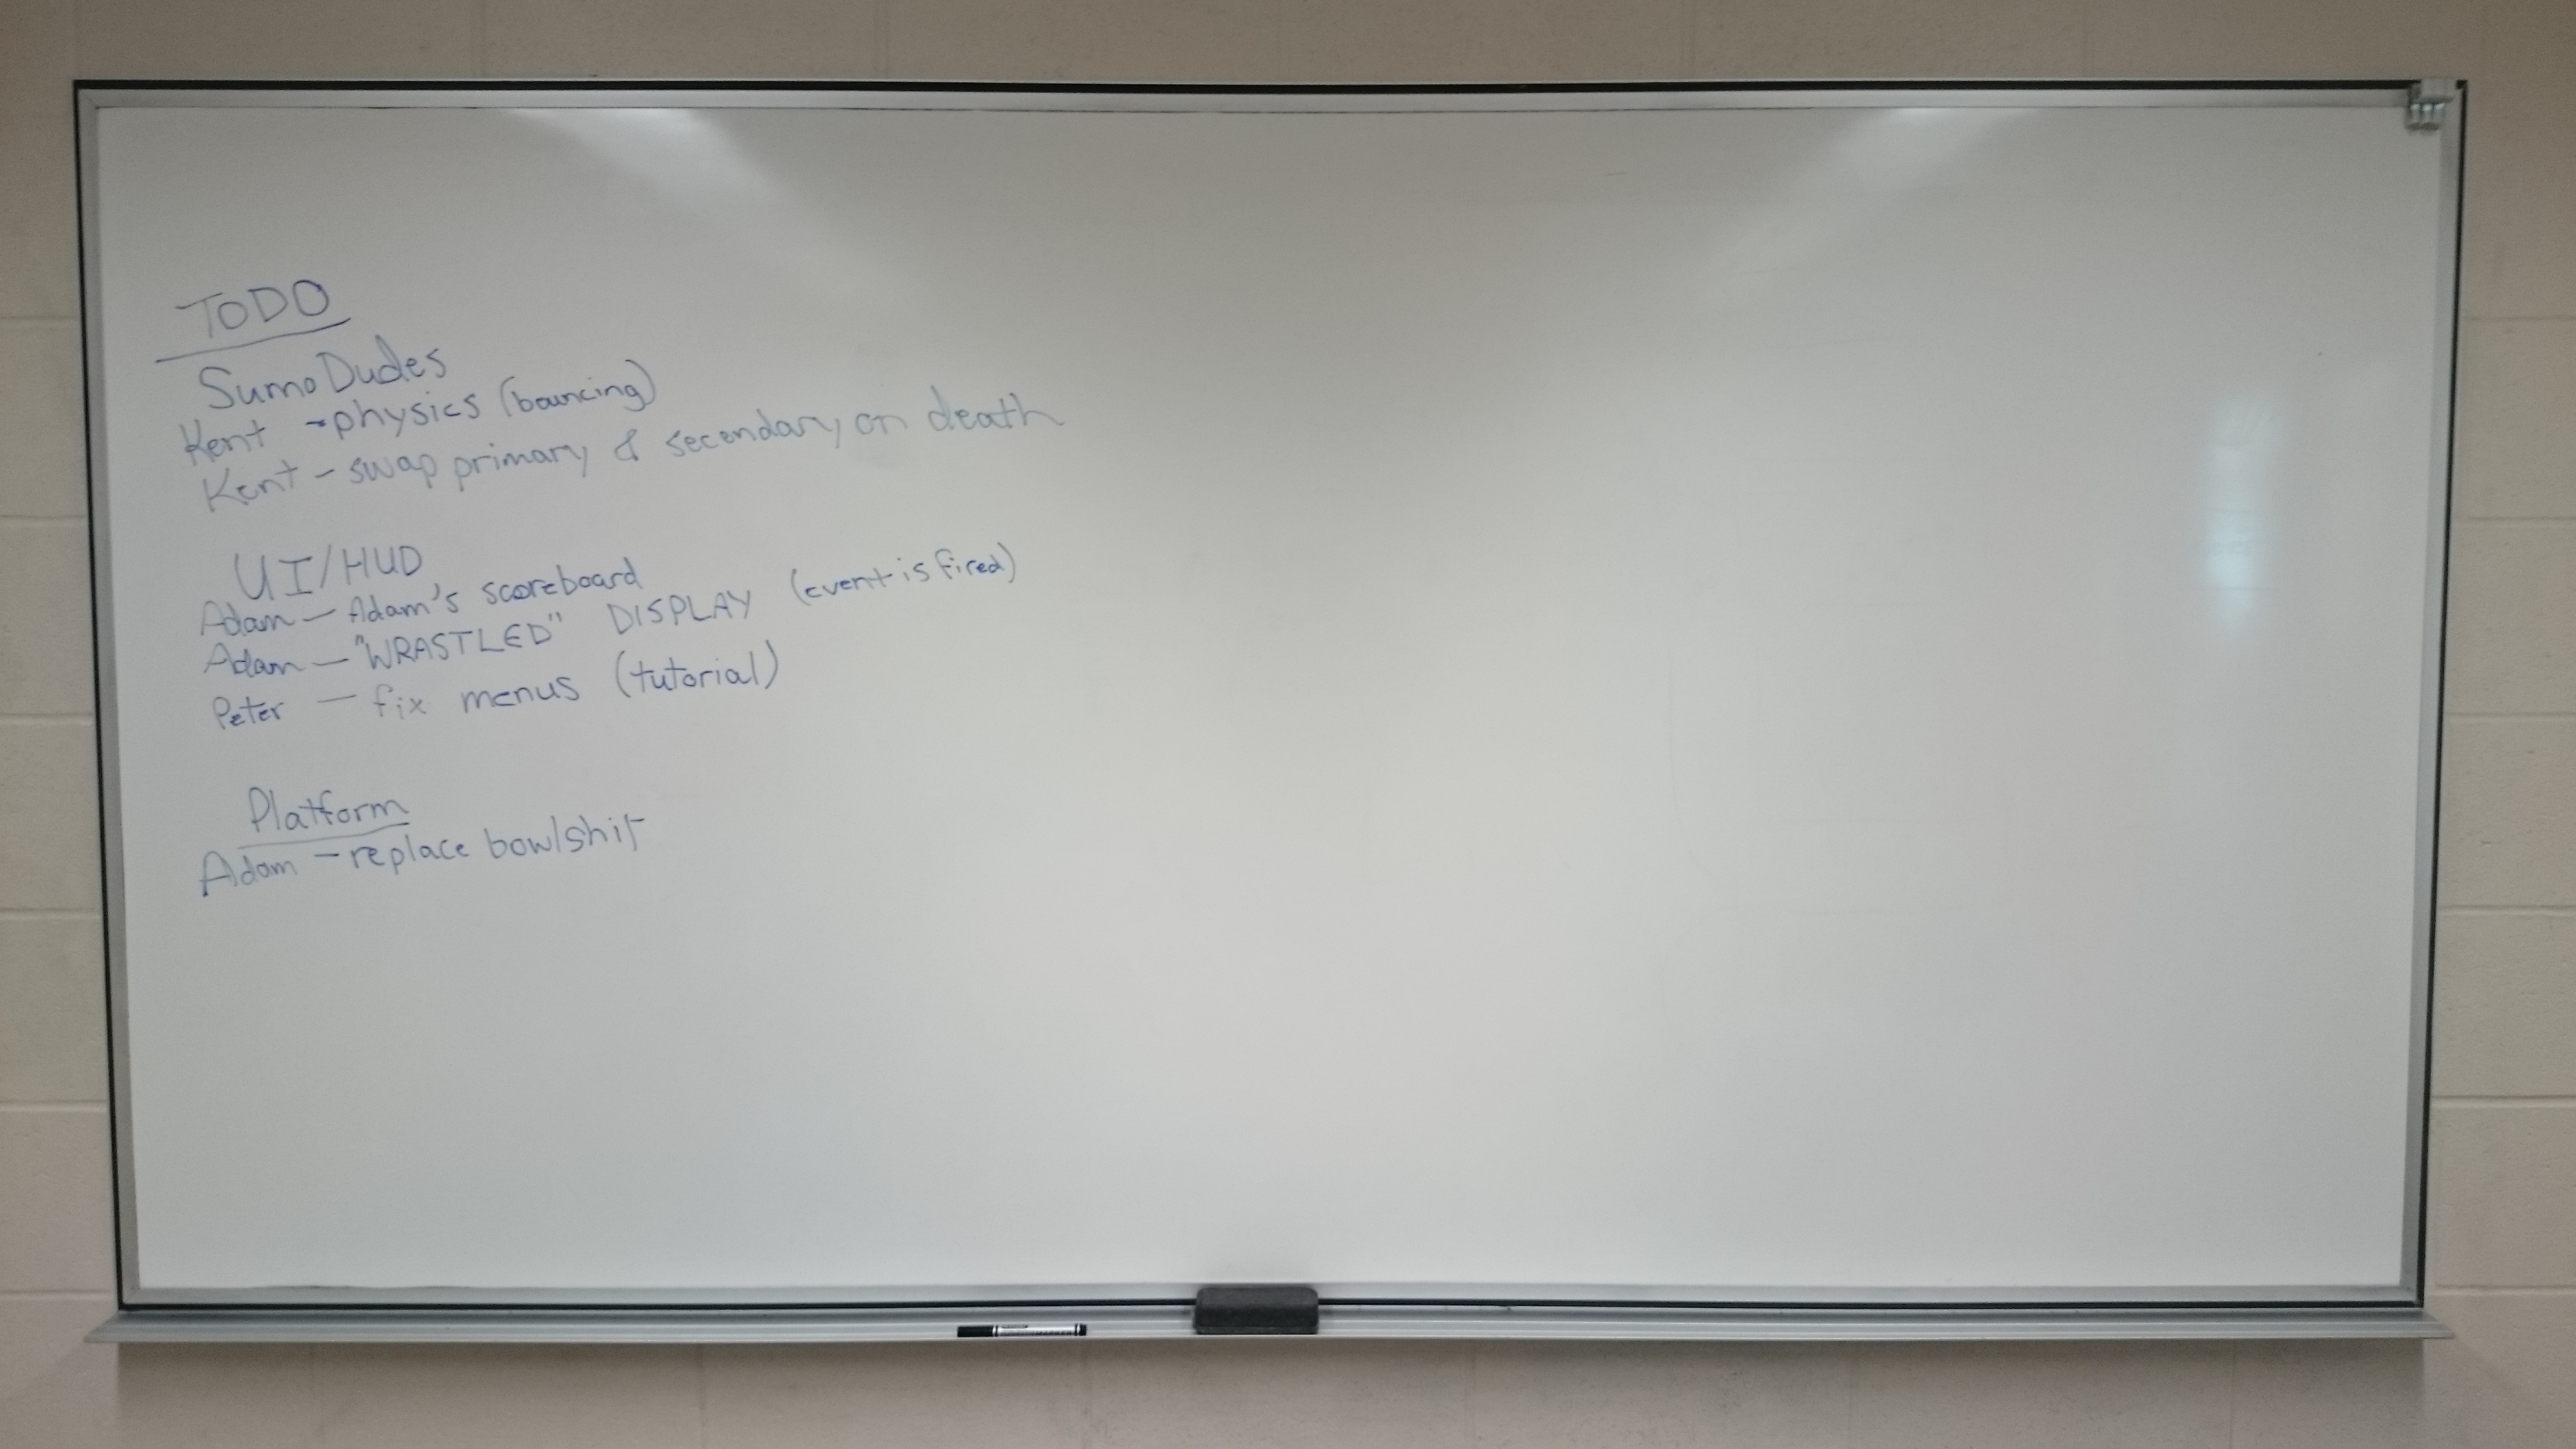 TODO
SumoDudes
Kent - physics (bouncing)
Kent - swap primary & secendary on death
UI/HUD
Adam - Adam's scoreboard
Adam - "WRASTLED" DISPLAY (event is fired)
Peter - fix menus (tutorial)
Platform
Adam - replace bowlshit